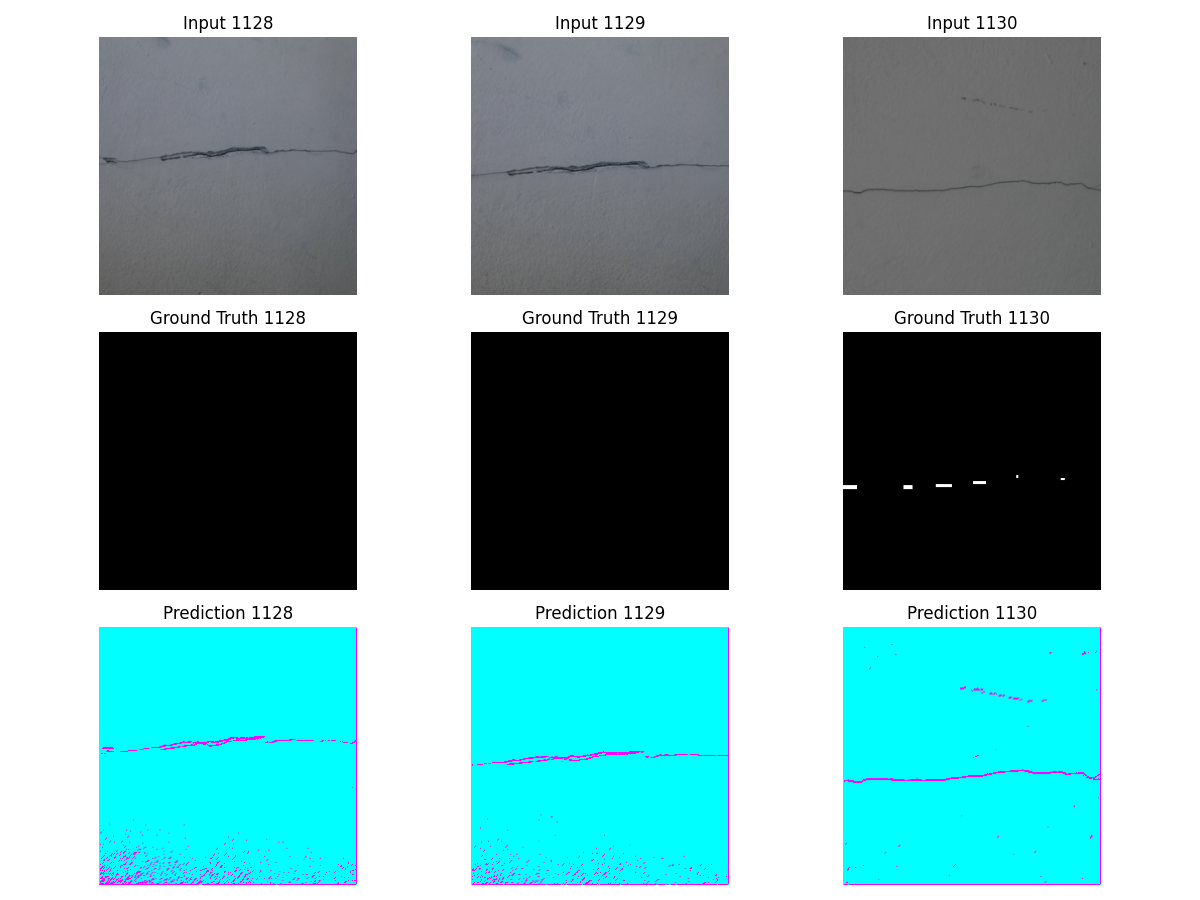 Input 1128
Input 1129
Input 1130
Ground Truth 1128
Ground Truth 1129
Ground Truth 1130
Prediction 1128
Prediction 1129
Prediction 1130